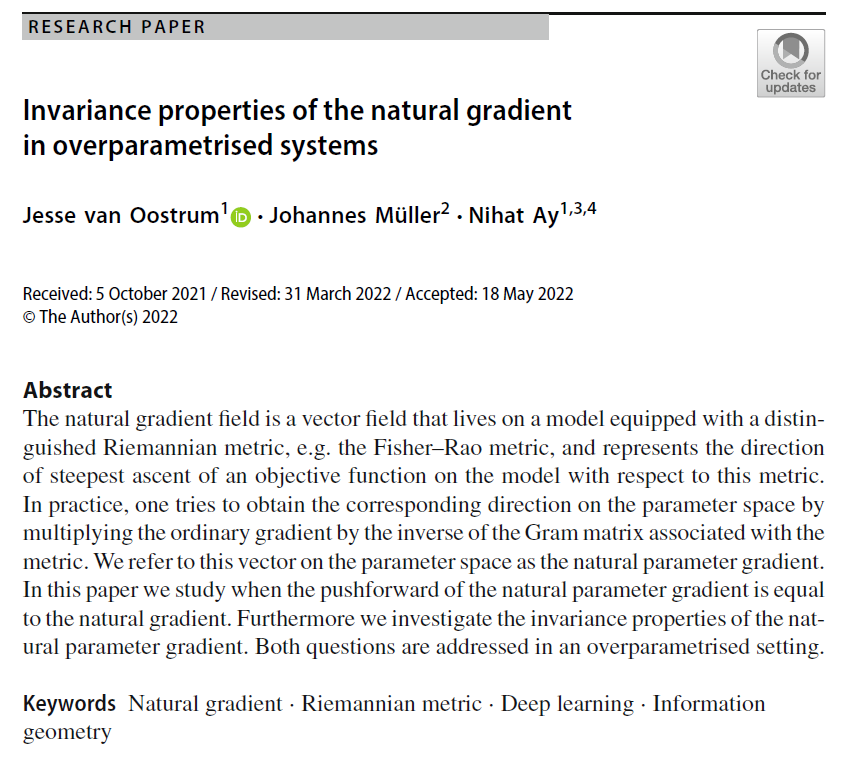 RESEARCH PAPER
Check for
updates
Invariance properties of the natural gradient
in overparametrised systems
Jesse van Oostrum¹ iD · Johannes Müller² · Nihat Ay¹,³,⁴
Received: 5 October 2021 / Revised: 31 March 2022 / Accepted: 18 May 2022
© The Author(s) 2022
Abstract
The natural gradient field is a vector field that lives on a model equipped with a distin-
guished Riemannian metric, e.g. the Fisher–Rao metric, and represents the direction
of steepest ascent of an objective function on the model with respect to this metric.
In practice, one tries to obtain the corresponding direction on the parameter space by
multiplying the ordinary gradient by the inverse of the Gram matrix associated with the
metric. We refer to this vector on the parameter space as the natural parameter gradient.
In this paper we study when the pushforward of the natural parameter gradient is equal
to the natural gradient. Furthermore we investigate the invariance properties of the nat-
ural parameter gradient. Both questions are addressed in an overparametrised setting.
Keywords Natural gradient · Riemannian metric · Deep learning · Information
geometry